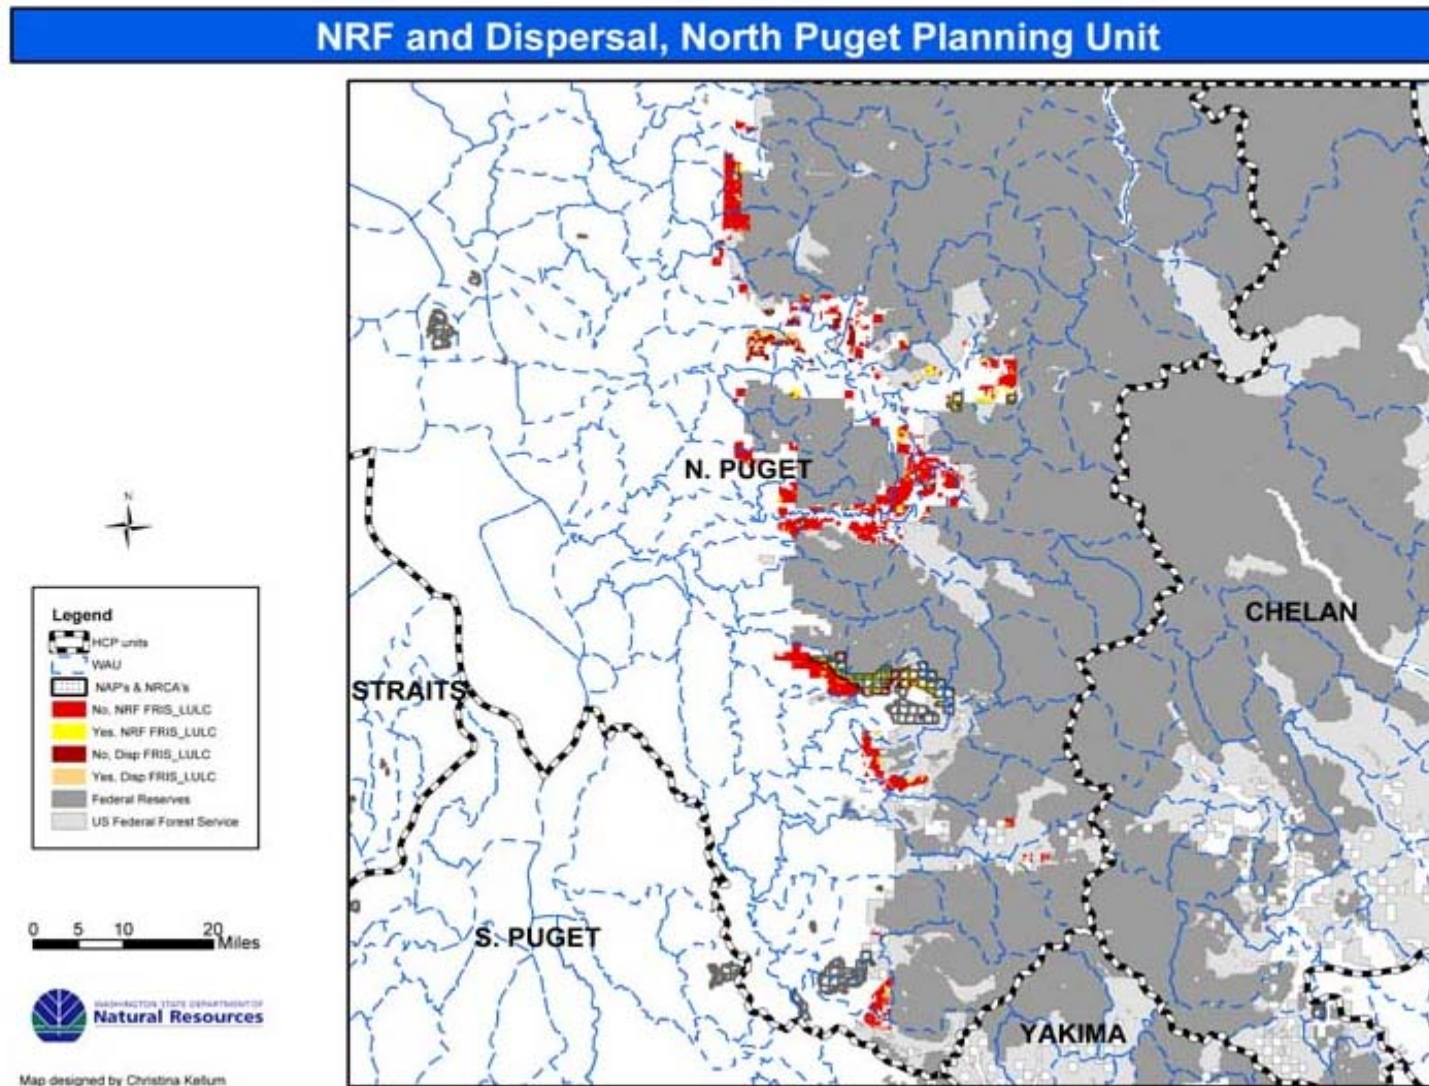 NRF and Dispersal, North Puget Planning Unit
N. PUGET
CHELAN
STRAITS
S. PUGET
YAKIMA
N
Legend
HCP units
WAU
NAP's & NRCA's
No, NRF FRIS_LULC
Yes, NRF FRIS_LULC
No, Disp FRIS_LULC
Yes, Disp FRIS_LULC
Federal Reserves
US Federal Forest Service
0 5 10 20
Miles
WASHINGTON STATE DEPARTMENT OF
Natural Resources
Map designed by Christina Kellum